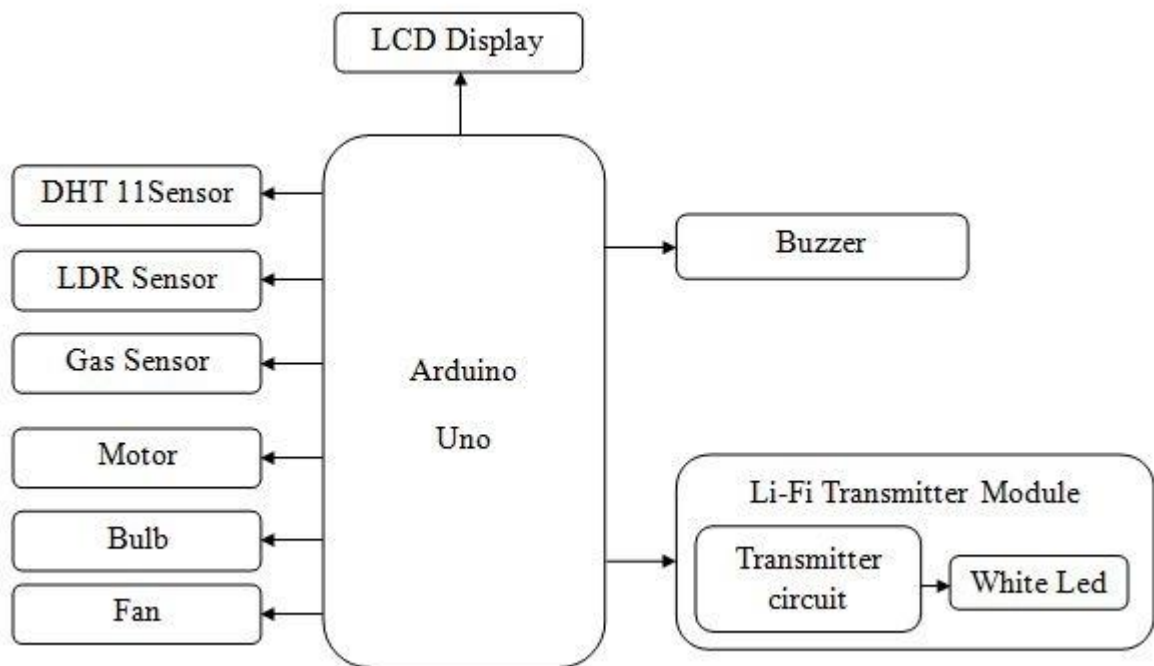 LCD Display
DHT 11Sensor
LDR Sensor
Gas Sensor
Motor
Bulb
Fan
Arduino
Uno
Buzzer
Li-Fi Transmitter Module
Transmitter
circuit
White Led